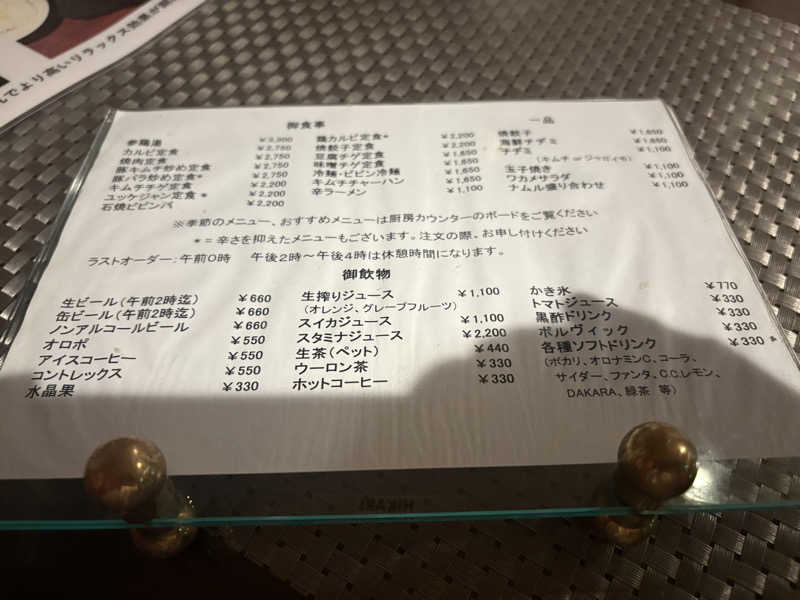 でより高いリラックス効果が
御食事
参鶏湯 ¥3,300
カルビ定食 ¥2,750
焼肉定食 ¥2,750
豚キムチ炒め定食 ¥2,750
豚バラ炒め定食* ¥2,750
キムチチゲ定食 ¥2,200
ユッケジャン定食* ¥2,200
石焼ビビンバ ¥2,200
鶏カルビ定食* ¥2,200
焼餃子定食 ¥2,200
豆腐チゲ定食 ¥1,650
味噌チゲ定食 ¥1,650
冷麺・ビビン冷麺 ¥1,650
キムチチャーハン ¥1,650
辛ラーメン ¥1,100
一品
焼餃子 ¥1,650
海鮮チヂミ ¥1,650
チヂミ ¥1,100
(キムチ or ジャガイモ)
玉子焼き ¥1,100
ワカメサラダ ¥1,100
ナムル盛り合わせ ¥1,100
※季節のメニュー、おすすめメニューは厨房カウンターのボードをご覧ください
*=辛さを抑えたメニューもございます。注文の際、お申し付けください
ラストオーダー:午前0時 午後2時~午後4時は休憩時間になります。
御飲物
生ビール(午前2時迄) ¥660
缶ビール(午前2時迄) ¥660
ノンアルコールビール ¥660
オロポ ¥550
アイスコーヒー ¥550
コントレックス ¥550
水晶果 ¥330
生搾りジュース ¥1,100
(オレンジ、グレープフルーツ)
スイカジュース ¥1,100
スタミナジュース ¥2,200
生茶(ペット) ¥440
ウーロン茶 ¥330
ホットコーヒー ¥330
かき氷 ¥770
トマトジュース ¥330
黒酢ドリンク ¥330
ボルヴィック ¥330
各種ソフトドリンク ¥330
(ポカリ、オロナミンC、コーラ、
サイダー、ファンタ、C.C.レモン、
DAKARA、緑茶 等)
HIKARI